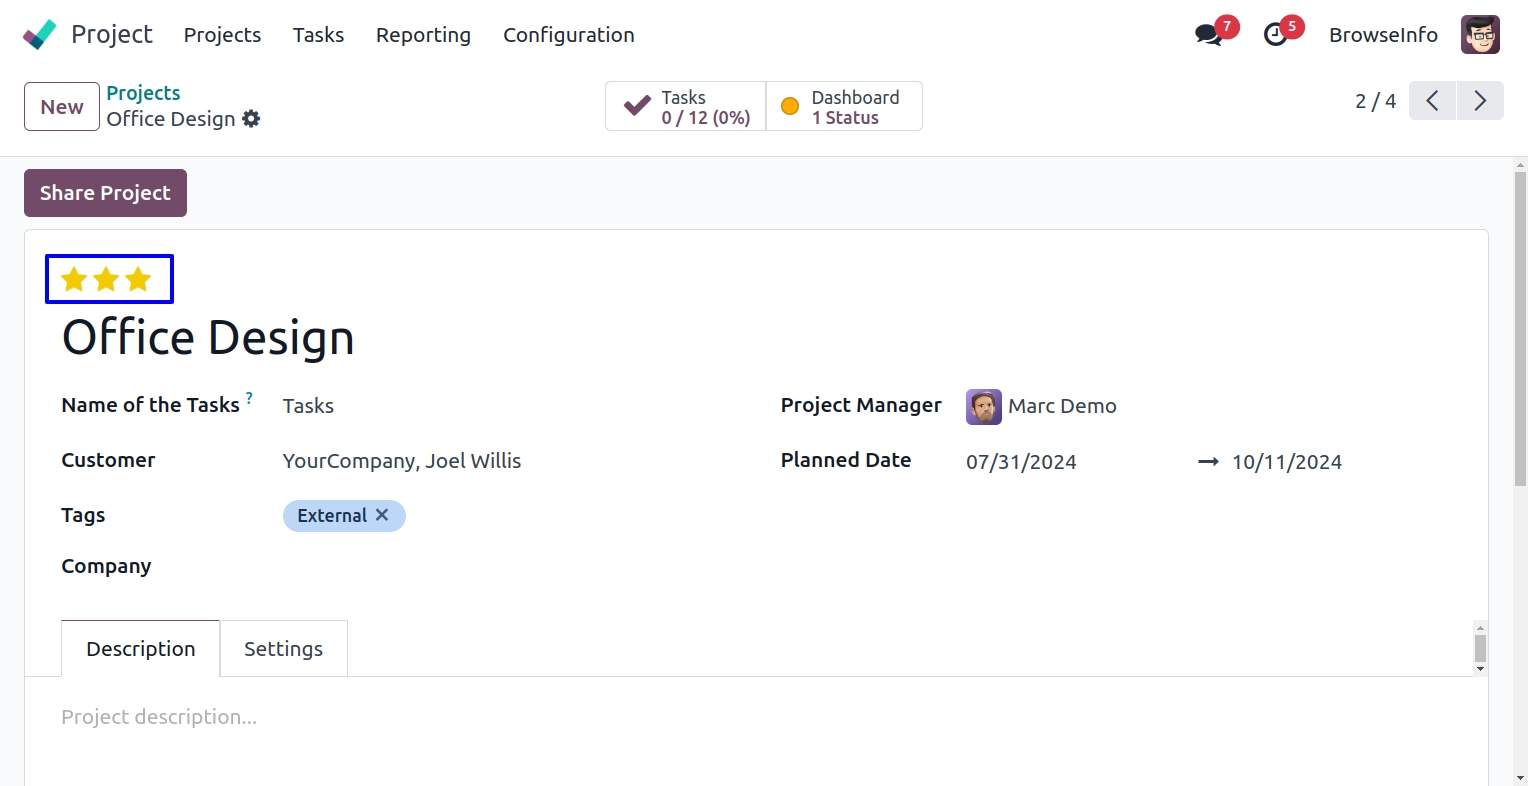 Project Projects Tasks Reporting Configuration 7 5 BrowseInfo
New Projects
Office Design
Tasks
0 / 12 (0%)
Dashboard
1 Status
2 / 4
Share Project
Office Design
Name of the Tasks ? Tasks
Project Manager Marc Demo
Customer YourCompany, Joel Willis
Planned Date 07/31/2024 → 10/11/2024
Tags External ✕
Company
Description Settings
Project description...